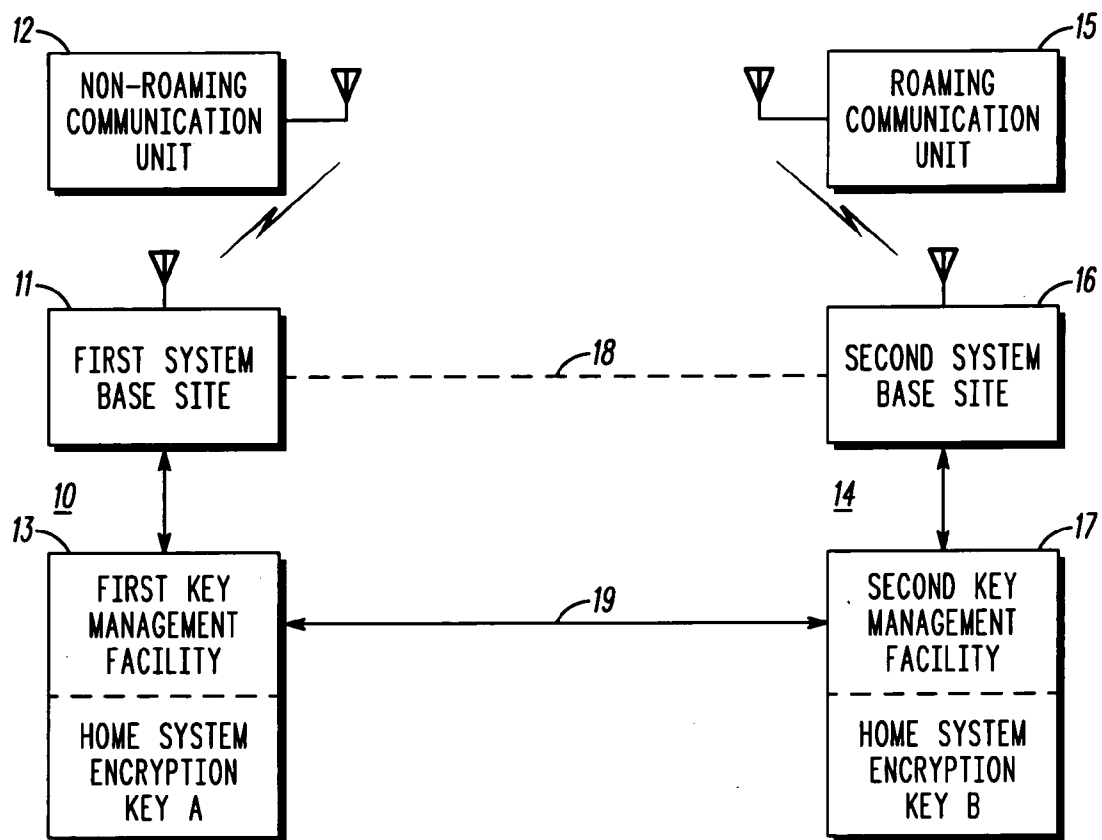 12
NON-ROAMING
COMMUNICATION
UNIT
15
ROAMING
COMMUNICATION
UNIT
11
FIRST SYSTEM
BASE SITE
18
16
SECOND SYSTEM
BASE SITE
10
14
13
FIRST KEY
MANAGEMENT
FACILITY
HOME SYSTEM
ENCRYPTION
KEY A
19
17
SECOND KEY
MANAGEMENT
FACILITY
HOME SYSTEM
ENCRYPTION
KEY B